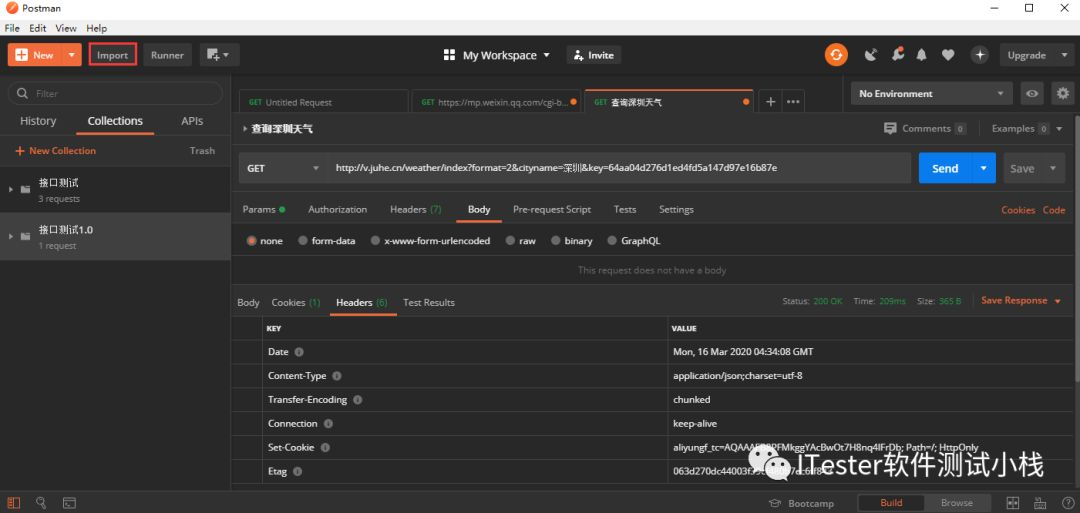 Postman
File Edit View Help
New Import Runner My Workspace Invite Upgrade
Filter
History Collections APIs
New Collection Trash
接口测试
3 requests
接口测试1.0
1 request
GET Untitled Request GET https://mp.weixin.qq.com/cgi-b... GET 查询深圳天气 No Environment
查询深圳天气 Comments 0 Examples 0
GET http://v.juhe.cn/weather/index?format=2&cityname=深圳&key=64aa04d276d1ed4fd5a147d97e16b87e Send Save
Params Authorization Headers (7) Body Pre-request Script Tests Settings Cookies Code
none form-data x-www-form-urlencoded raw binary GraphQL
This request does not have a body
Body Cookies (1) Headers (6) Test Results Status: 200 OK Time: 209ms Size: 365 B Save Response
KEY VALUE
Date Mon, 16 Mar 2020 04:34:08 GMT
Content-Type application/json;charset=utf-8
Transfer-Encoding chunked
Connection keep-alive
Set-Cookie Path=/; HttpOnly
Etag
ITester软件测试小栈
Bootcamp Build Browse